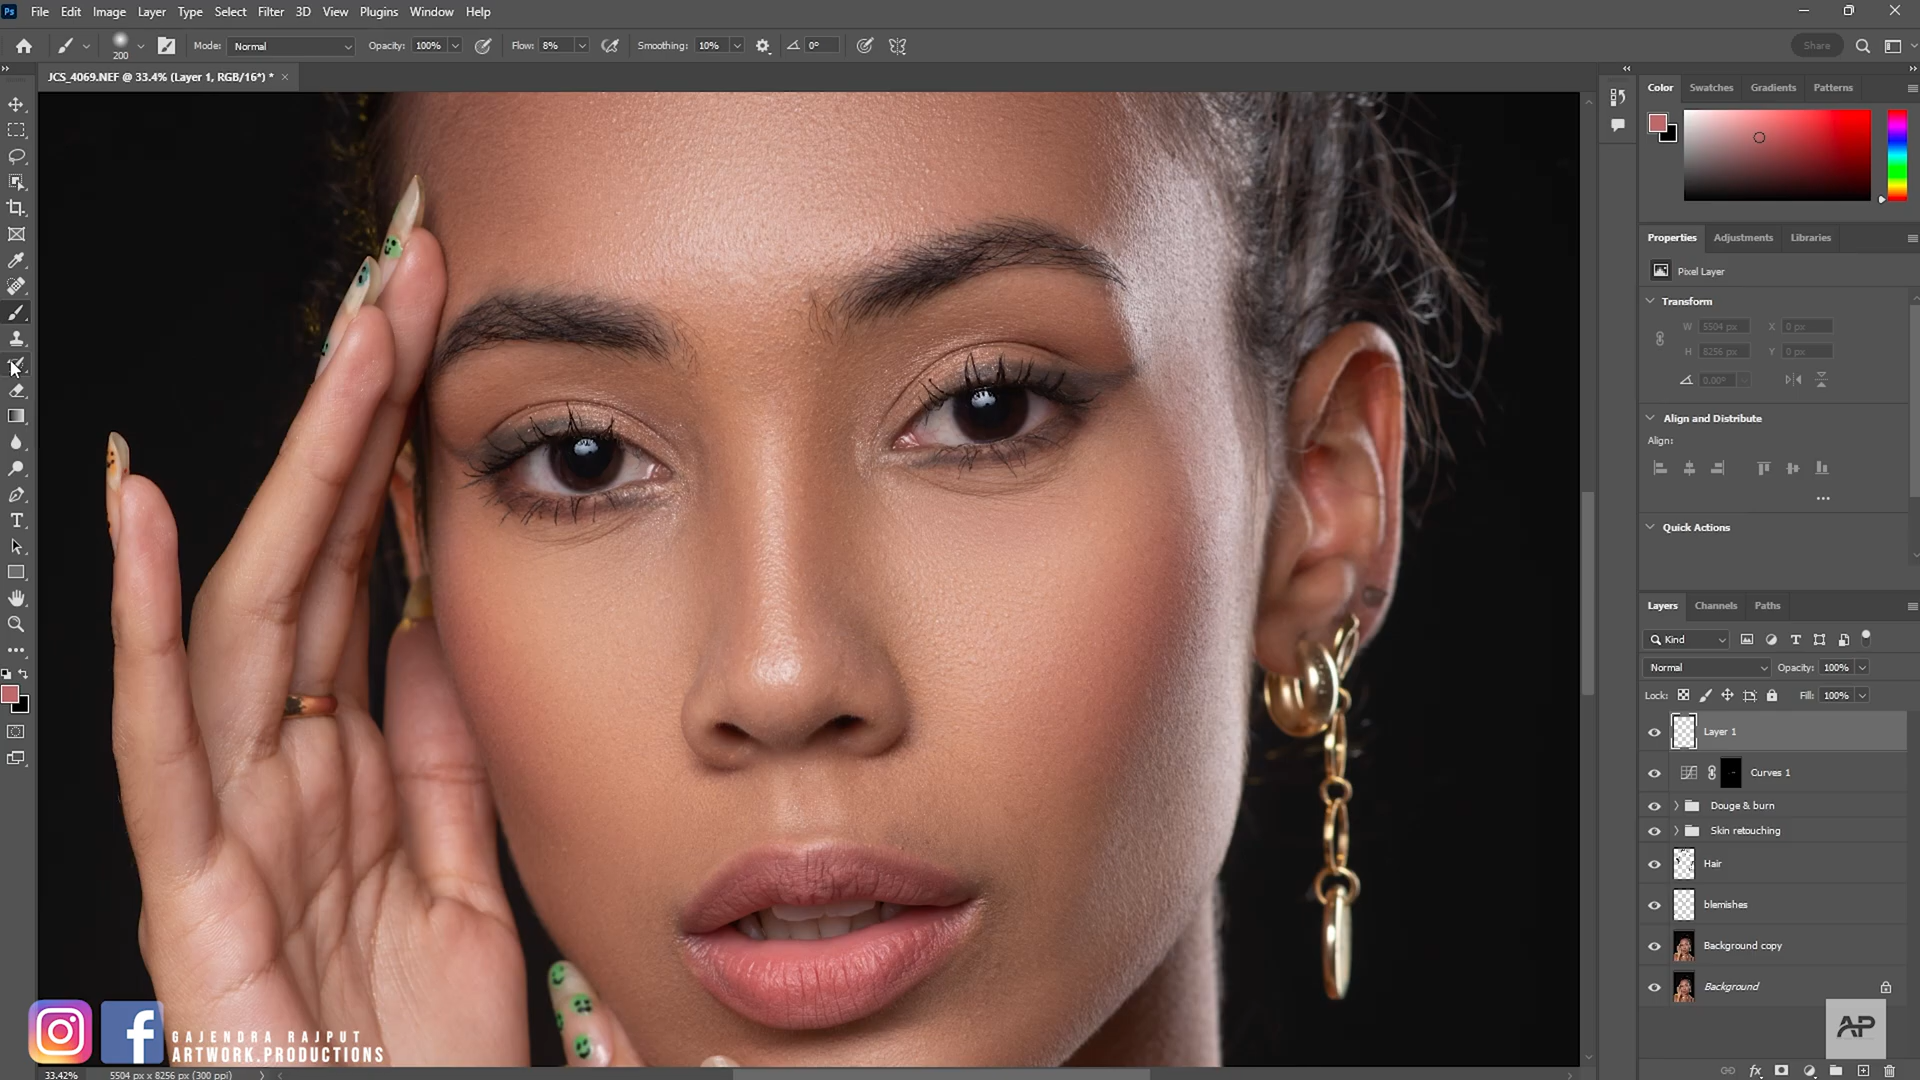 Ps File Edit Image Layer Type Select Filter 3D View Plugins Window Help
200 Mode: Normal Opacity: 100% Flow: 8% Smoothing: 10% 0° Share
JCS_4069.NEF @ 33.4% (Layer 1, RGB/16*) *
Color Swatches Gradients Patterns
Properties Adjustments Libraries
Pixel Layer
Transform
W 5504 px X 0 px
H 8256 px Y 0 px
0.00°
Align and Distribute
Align:
Quick Actions
Layers Channels Paths
Kind
Normal Opacity: 100%
Lock: Fill: 100%
Layer 1
Curves 1
Douge & burn
Skin retouching
Hair
blemishes
Background copy
Background
GAJENDRA RAJPUT
ARTWORK.PRODUCTIONS
AP
33.42% 5504 px x 8256 px (300 ppi)